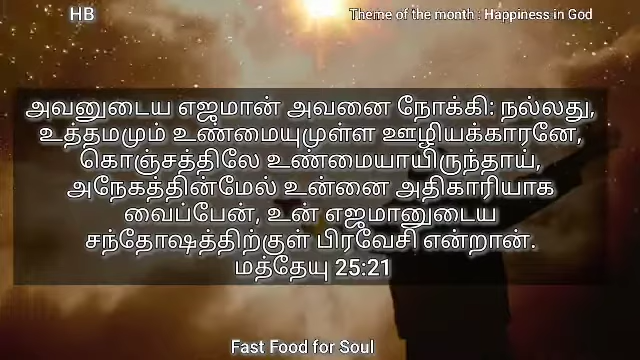 HB
Theme of the month : Happiness in God
அவனுடைய எஜமான் அவனை நோக்கி: நல்லது,
உத்தமமும் உண்மையுமுள்ள ஊழியக்காரனே,
கொஞ்சத்திலே உண்மையாயிருந்தாய்,
அநேகத்தின்மேல் உன்னை அதிகாரியாக
வைப்பேன், உன் எஜமானுடைய
சந்தோஷத்திற்குள் பிரவேசி என்றான்.
மத்தேயு 25:21
Fast Food for Soul